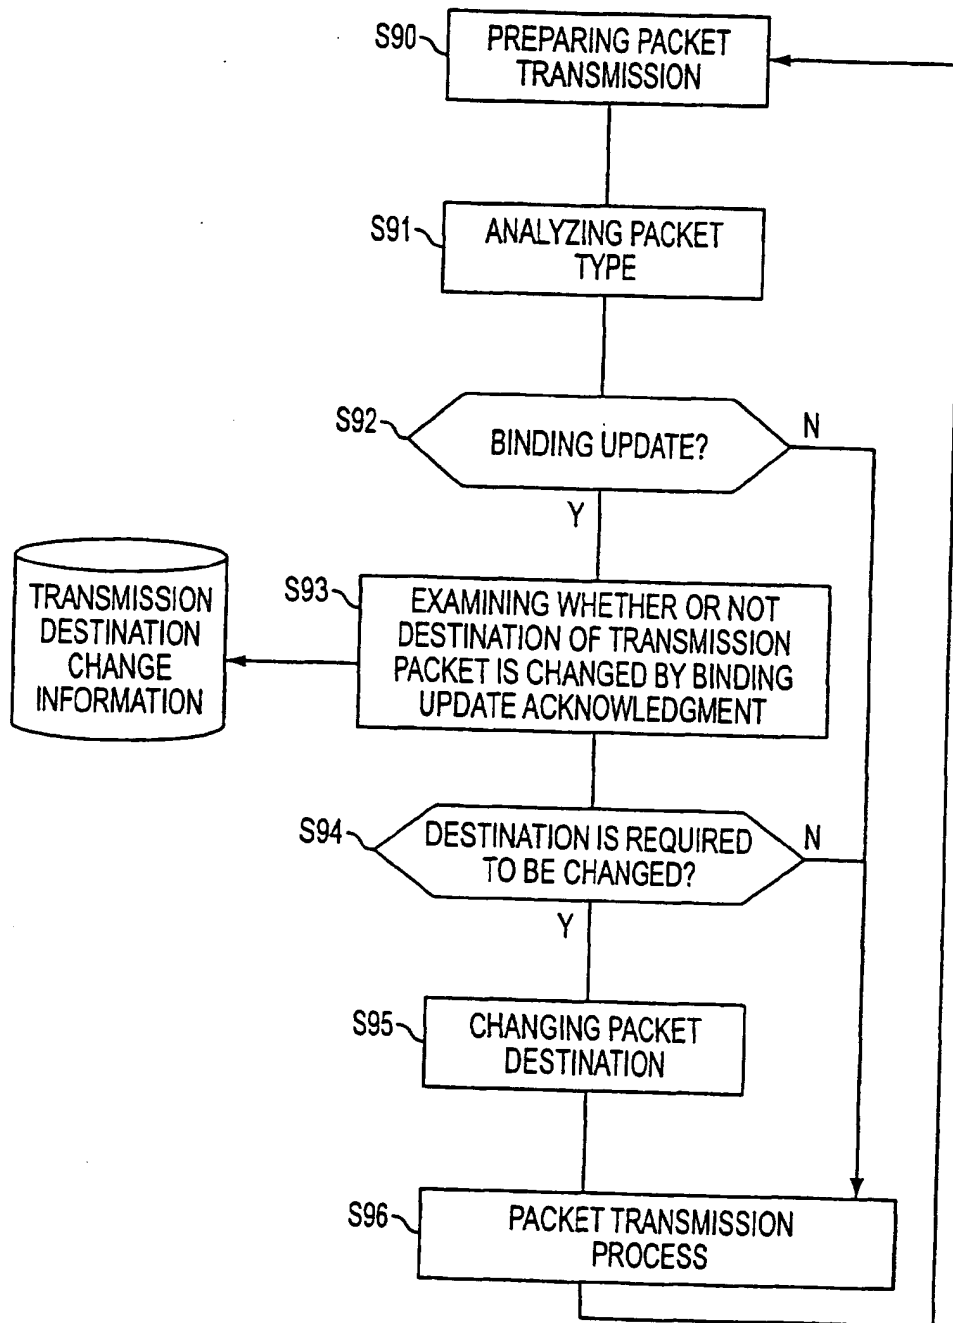 S90
PREPARING PACKET
TRANSMISSION
S91
ANALYZING PACKET
TYPE
S92
BINDING UPDATE?
N
Y
TRANSMISSION
DESTINATION
CHANGE
INFORMATION
S93
EXAMINING WHETHER OR NOT
DESTINATION OF TRANSMISSION
PACKET IS CHANGED BY BINDING
UPDATE ACKNOWLEDGMENT
S94
DESTINATION IS REQUIRED
TO BE CHANGED?
N
Y
S95
CHANGING PACKET
DESTINATION
S96
PACKET TRANSMISSION
PROCESS